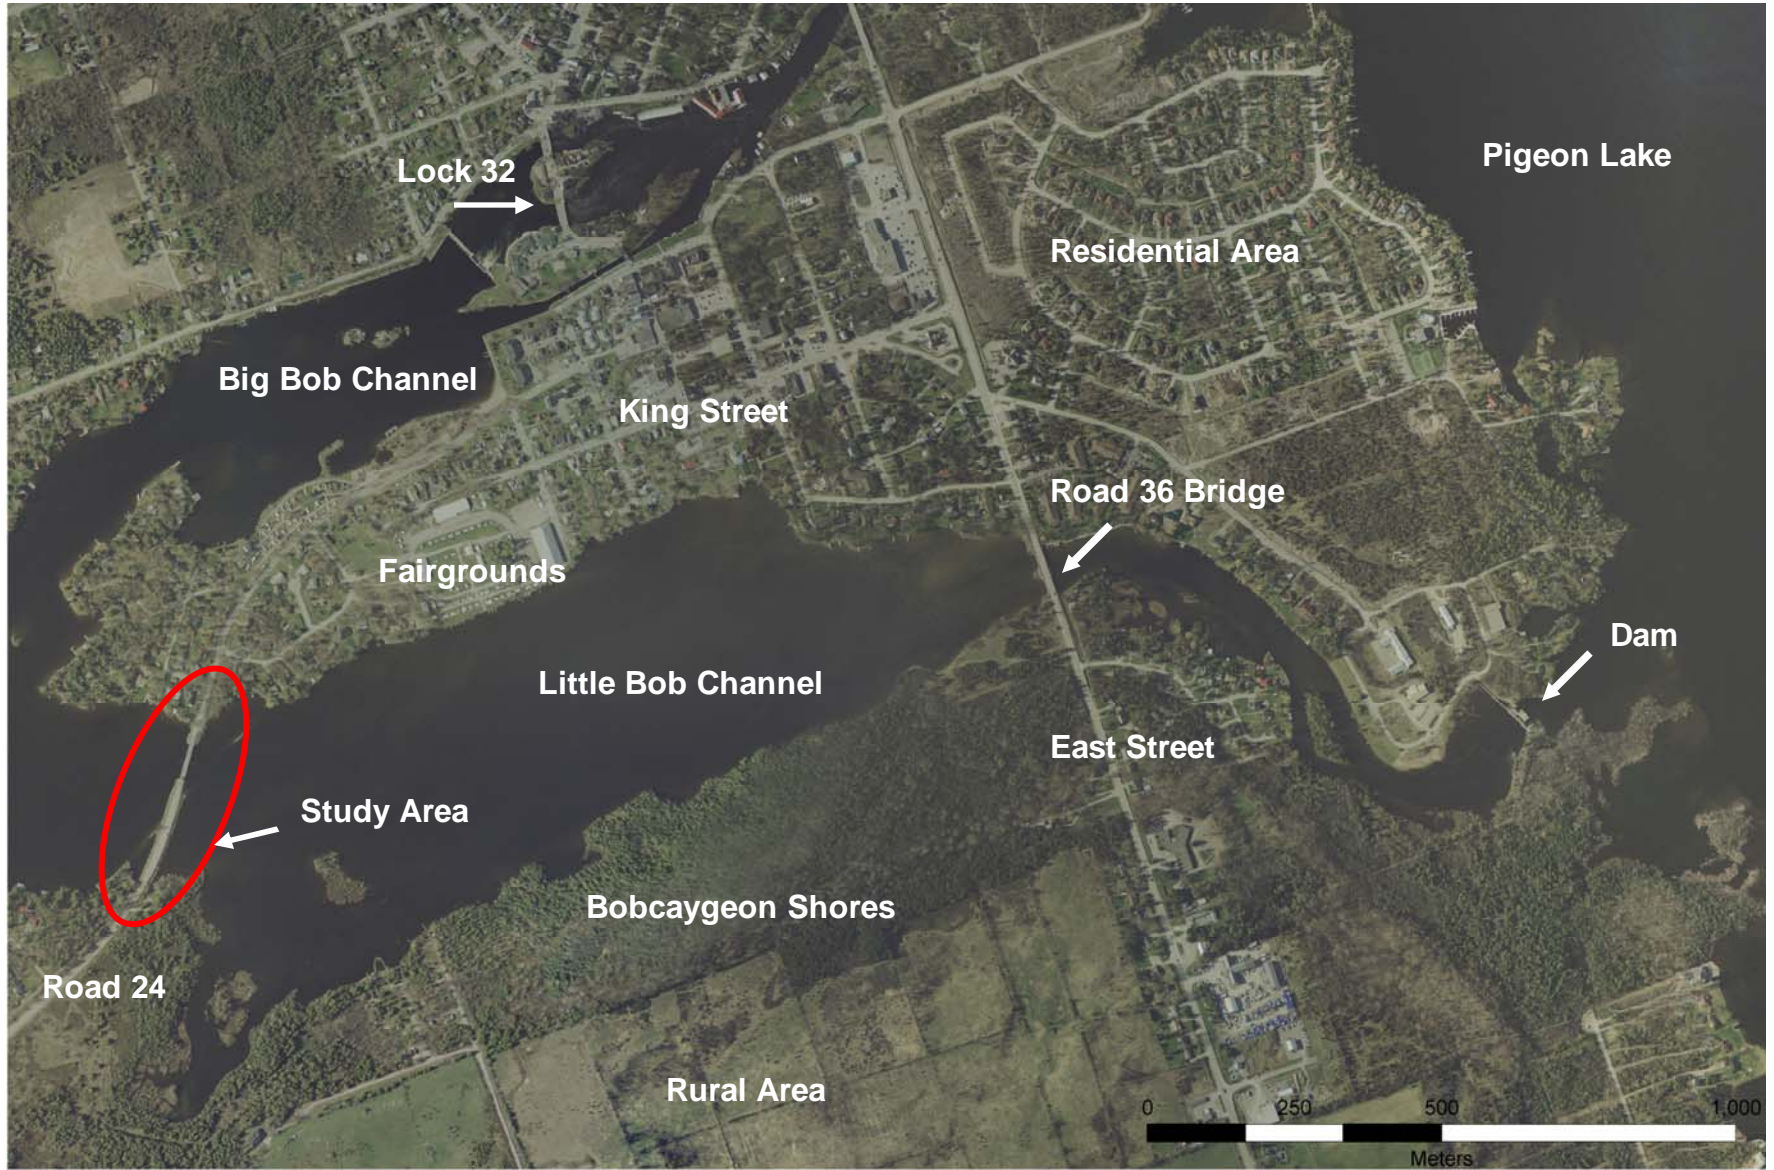 Lock 32
Pigeon Lake
Residential Area
Big Bob Channel
King Street
Road 36 Bridge
Fairgrounds
Dam
Little Bob Channel
East Street
Study Area
Bobcaygeon Shores
Road 24
Rural Area
0 250 500 1,000
Meters